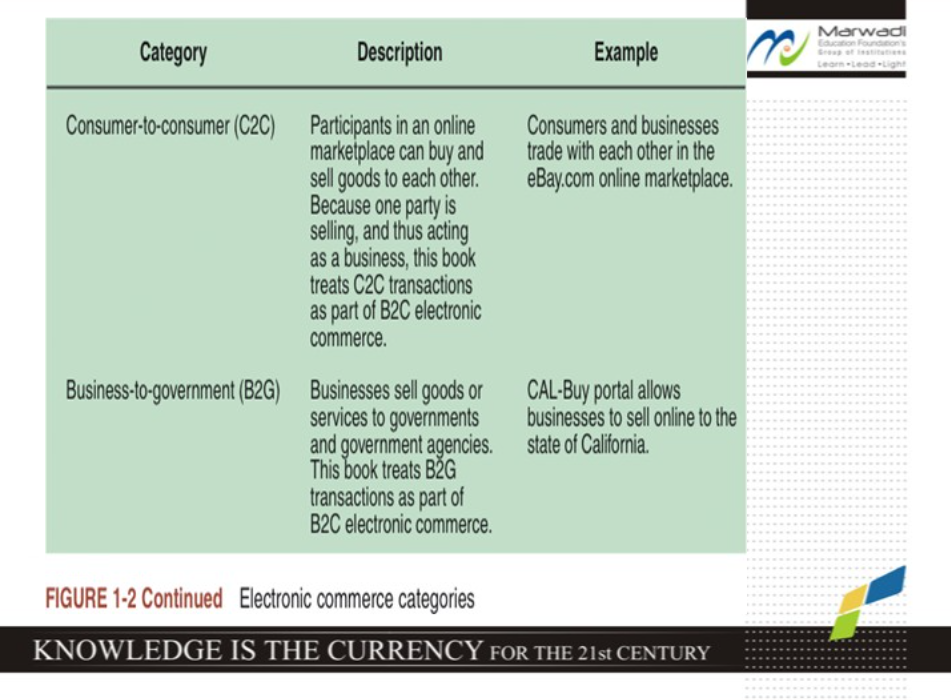 Marwadi
Education Foundation's
Group of Institutions
Learn •Lead •Light
Category Description Example
Consumer-to-consumer (C2C)
Participants in an online
marketplace can buy and
sell goods to each other.
Because one party is
selling, and thus acting
as a business, this book
treats C2C transactions
as part of B2C electronic
commerce.
Consumers and businesses
trade with each other in the
eBay.com online marketplace.
Business-to-government (B2G)
Businesses sell goods or
services to governments
and government agencies.
This book treats B2G
transactions as part of
B2C electronic commerce.
CAL-Buy portal allows
businesses to sell online to the
state of California.
FIGURE 1-2 Continued Electronic commerce categories
KNOWLEDGE IS THE CURRENCY FOR THE 21st CENTURY